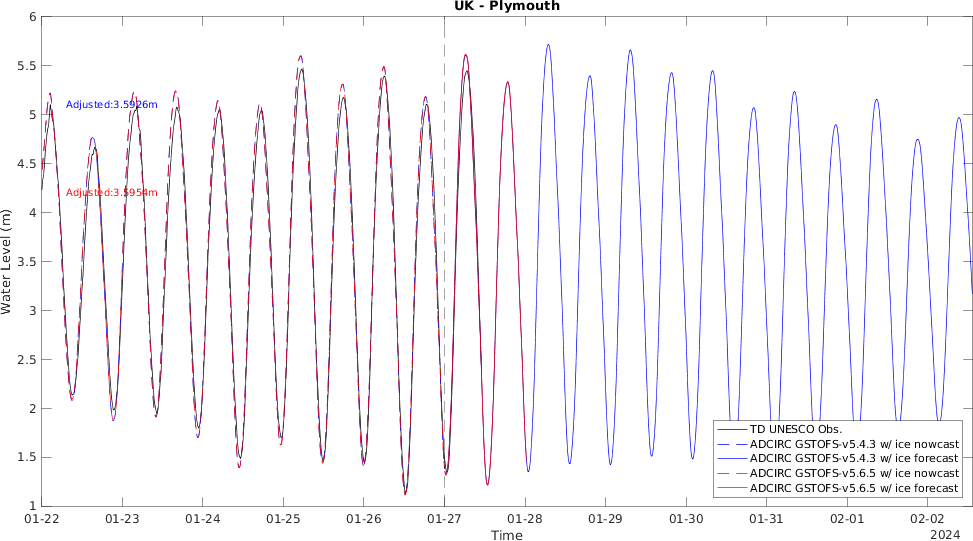 UK - Plymouth
6
5.5
5
4.5
4
3.5
3
2.5
2
1.5
1
Water Level (m)
Adjusted:3.5926m
Adjusted:3.5954m
TD UNESCO Obs.
ADCIRC GSTOFS-v5.4.3 w/ ice nowcast
ADCIRC GSTOFS-v5.4.3 w/ ice forecast
ADCIRC GSTOFS-v5.6.5 w/ ice nowcast
ADCIRC GSTOFS-v5.6.5 w/ ice forecast
01-22 01-23 01-24 01-25 01-26 01-27 01-28 01-29 01-30 01-31 02-01 02-02
Time
2024